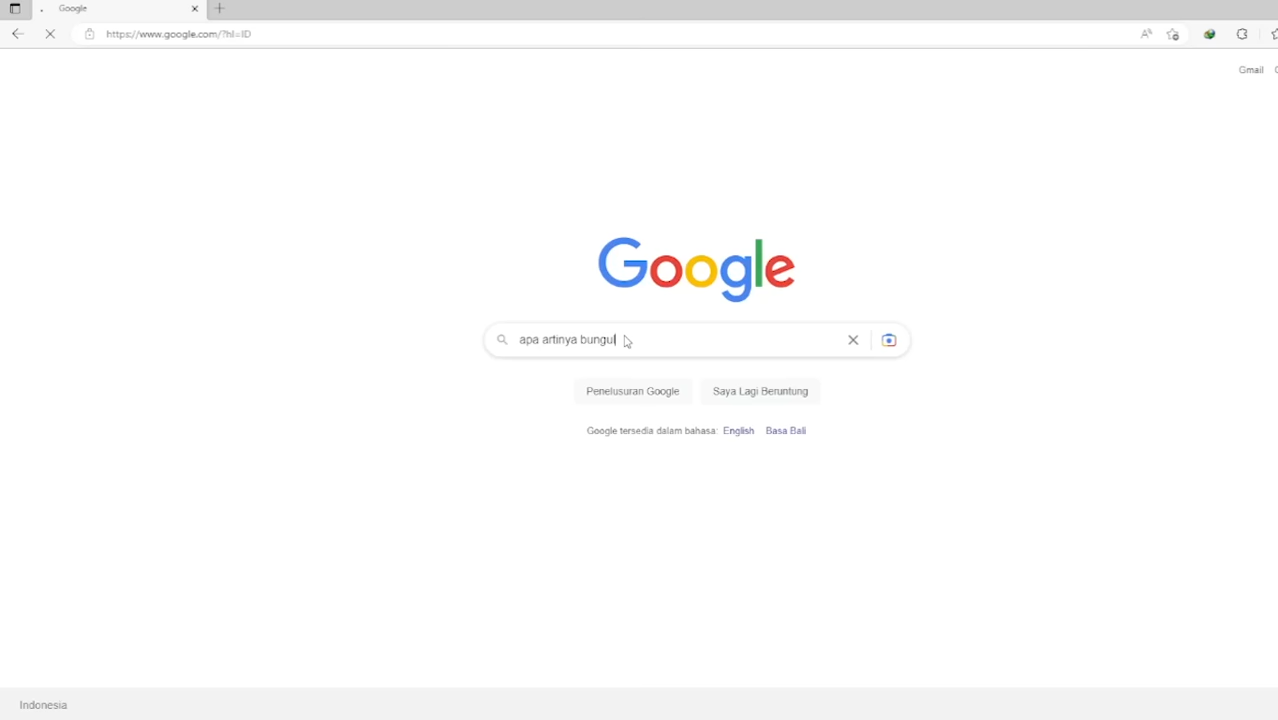 Google
https://www.google.com/?hl=ID
Gmail
Google
apa artinya bungul
Penelusuran Google
Saya Lagi Beruntung
Google tersedia dalam bahasa: English Basa Bali
Indonesia